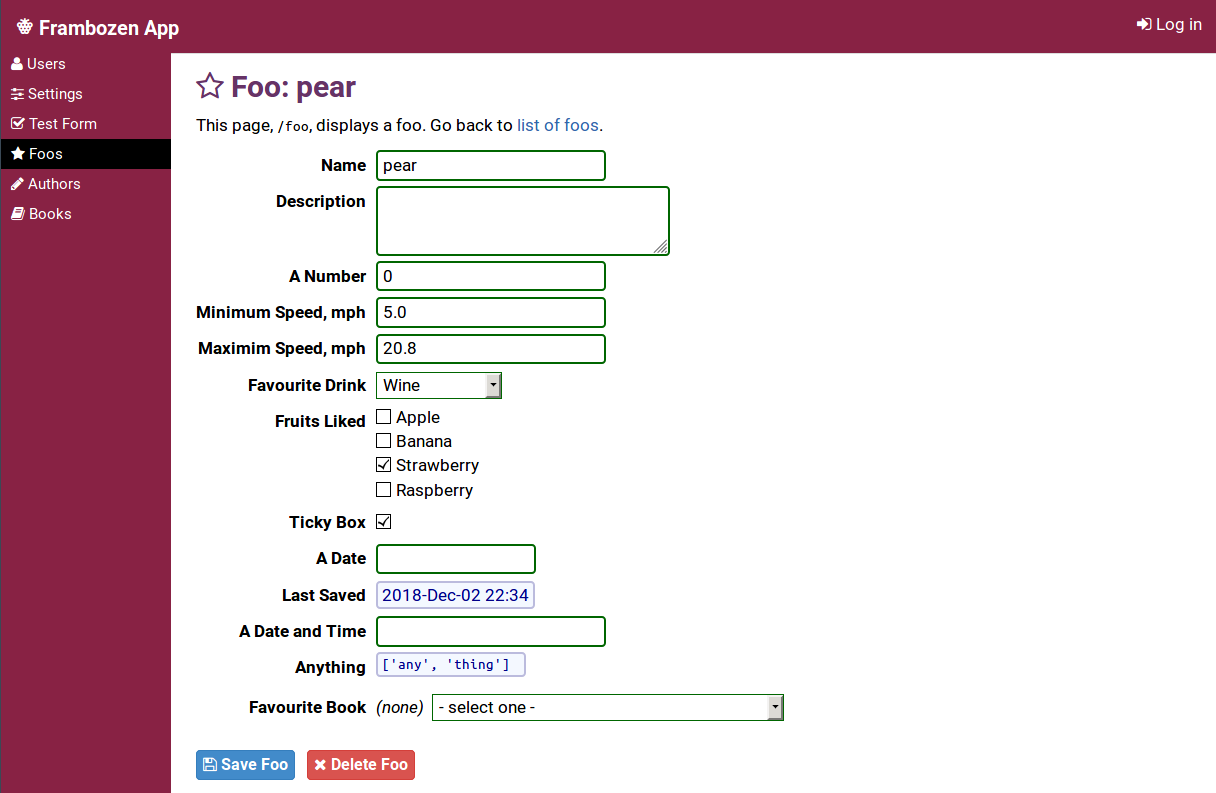 Frambozen App
Log in
Users
Settings
Test Form
Foos
Authors
Books
Foo: pear
This page, /foo, displays a foo. Go back to list of foos.
Name pear
Description
A Number 0
Minimum Speed, mph 5.0
Maximim Speed, mph 20.8
Favourite Drink Wine
Fruits Liked Apple
Banana
Strawberry
Raspberry
Ticky Box
A Date
Last Saved 2018-Dec-02 22:34
A Date and Time
Anything ['any', 'thing']
Favourite Book (none) - select one -
Save Foo Delete Foo